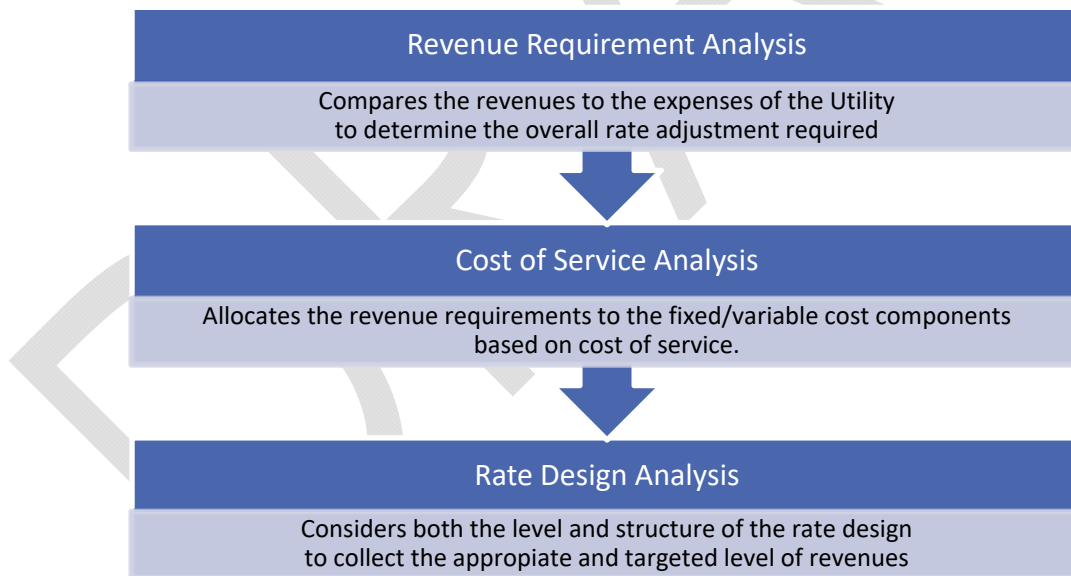 Revenue Requirement Analysis
Compares the revenues to the expenses of the Utility
to determine the overall rate adjustment required
Cost of Service Analysis
Allocates the revenue requirements to the fixed/variable cost components
based on cost of service.
Rate Design Analysis
Considers both the level and structure of the rate design
to collect the appropiate and targeted level of revenues